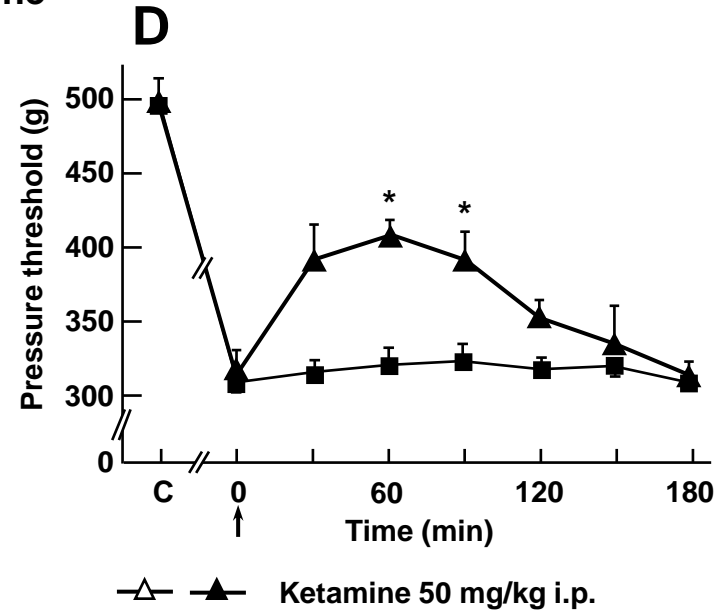 D
Pressure threshold (g)
500
450
400
350
300
0
*
*
C 0 60 120 180
Time (min)
Ketamine 50 mg/kg i.p.